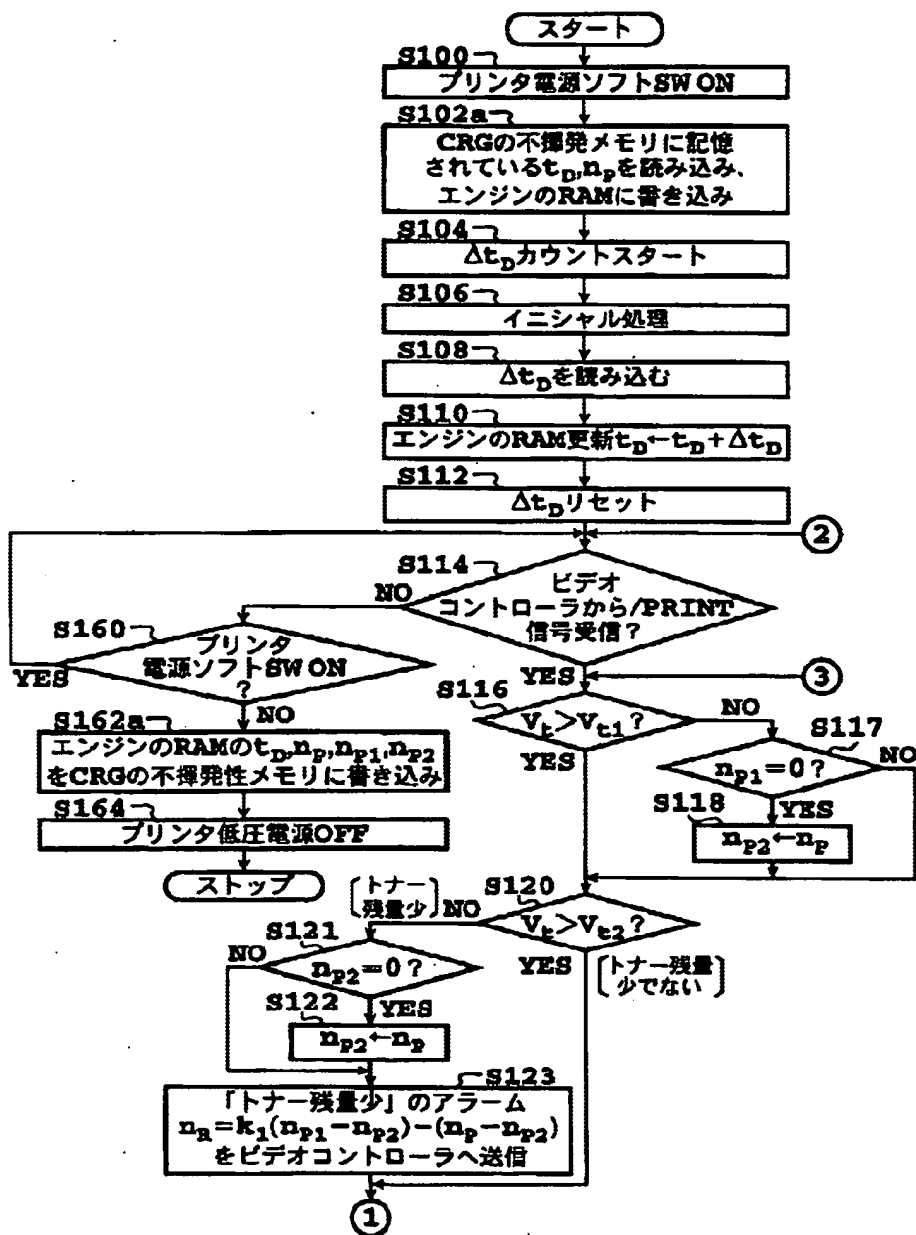 スタート
S100
プリンタ電源ソフトSW ON
S102a
CRGの不揮発メモリに記憶
されているtD,nPを読み込み、
エンジンのRAMに書き込み
S104
ΔtDカウントスタート
S106
イニシャル処理
S108
ΔtDを読み込む
S110
エンジンのRAM更新tD←tD+ΔtD
S112
ΔtDリセット
②
S114
ビデオ
コントローラから/PRINT
信号受信?
NO
YES
S160
プリンタ
電源ソフトSW ON
?
YES
NO
S162a
エンジンのRAMのtD,nP,nP1,nP2
をCRGの不揮発性メモリに書き込み
S164
プリンタ低圧電源OFF
ストップ
③
S116
Vt>Vt1?
NO
YES
S117
nP1=0?
NO
YES
S118
nP2←nP
S120
Vt>Vt2?
NO
〔トナー
残量少〕
YES
〔トナー残量
少でない〕
S121
nP2=0?
NO
YES
S122
nP2←nP
S123
「トナー残量少」のアラーム
nR=k1(nP1−nP2)−(nP−nP2)
をビデオコントローラへ送信
①